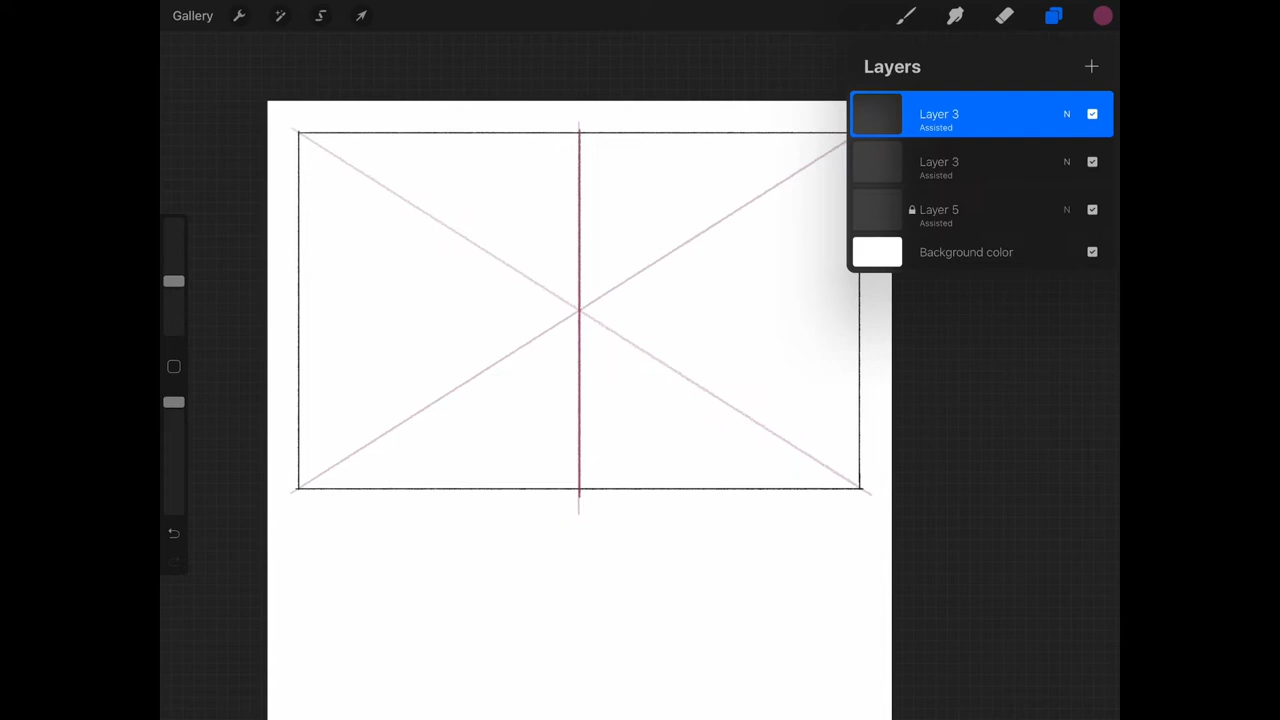 Gallery
Layers
Layer 3
N
Assisted
Layer 3
N
Assisted
Layer 5
N
Assisted
Background color